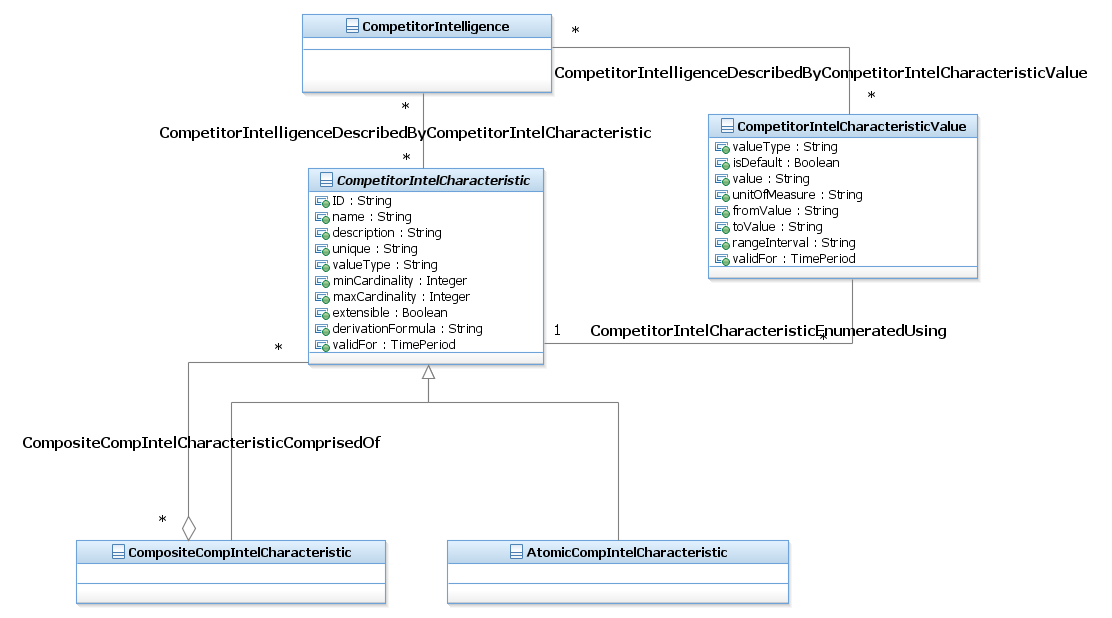 CompetitorIntelligence
*
CompetitorIntelligenceDescribedByCompetitorIntelCharacteristicValue
*
*
CompetitorIntelligenceDescribedByCompetitorIntelCharacteristic
*
CompetitorIntelCharacteristicValue
valueType : String
isDefault : Boolean
value : String
unitOfMeasure : String
fromValue : String
toValue : String
rangeInterval : String
validFor : TimePeriod
CompetitorIntelCharacteristic
ID : String
name : String
description : String
unique : String
valueType : String
minCardinality : Integer
maxCardinality : Integer
extensible : Boolean
derivationFormula : String
validFor : TimePeriod
1
CompetitorIntelCharacteristicEnumeratedUsing
*
*
CompositeCompIntelCharacteristicComprisedOf
*
CompositeCompIntelCharacteristic
AtomicCompIntelCharacteristic